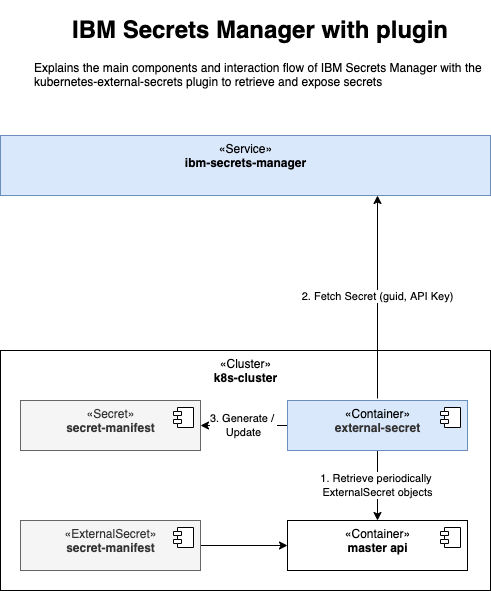 IBM Secrets Manager with plugin
Explains the main components and interaction flow of IBM Secrets Manager with the
kubernetes-external-secrets plugin to retrieve and expose secrets
«Service»
ibm-secrets-manager
2. Fetch Secret (guid, API Key)
«Cluster»
k8s-cluster
«Secret»
secret-manifest
3. Generate /
Update
«Container»
external-secret
1. Retrieve periodically
ExternalSecret objects
«ExternalSecret»
secret-manifest
«Container»
master api